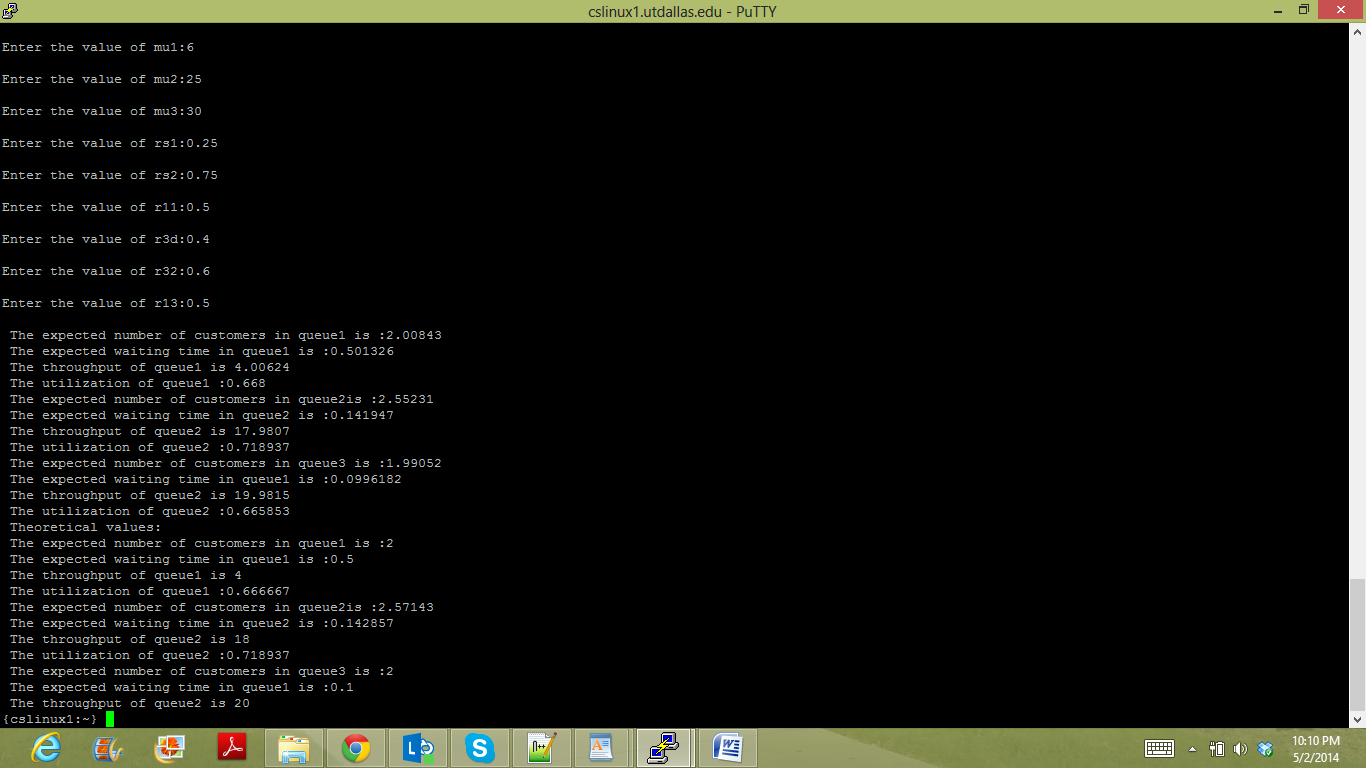 cslinux1.utdallas.edu - PuTTY
Enter the value of mu1:6
Enter the value of mu2:25
Enter the value of mu3:30
Enter the value of rs1:0.25
Enter the value of rs2:0.75
Enter the value of r11:0.5
Enter the value of r3d:0.4
Enter the value of r32:0.6
Enter the value of r13:0.5
The expected number of customers in queue1 is :2.00843
The expected waiting time in queue1 is :0.501326
The throughput of queue1 is 4.00624
The utilization of queue1 :0.668
The expected number of customers in queue2is :2.55231
The expected waiting time in queue2 is :0.141947
The throughput of queue2 is 17.9807
The utilization of queue2 :0.718937
The expected number of customers in queue3 is :1.99052
The expected waiting time in queue1 is :0.0996182
The throughput of queue2 is 19.9815
The utilization of queue2 :0.665853
Theoretical values:
The expected number of customers in queue1 is :2
The expected waiting time in queue1 is :0.5
The throughput of queue1 is 4
The utilization of queue1 :0.666667
The expected number of customers in queue2is :2.57143
The expected waiting time in queue2 is :0.142857
The throughput of queue2 is 18
The utilization of queue2 :0.718937
The expected number of customers in queue3 is :2
The expected waiting time in queue1 is :0.1
The throughput of queue2 is 20
{cslinux1:~}
10:10 PM
5/2/2014